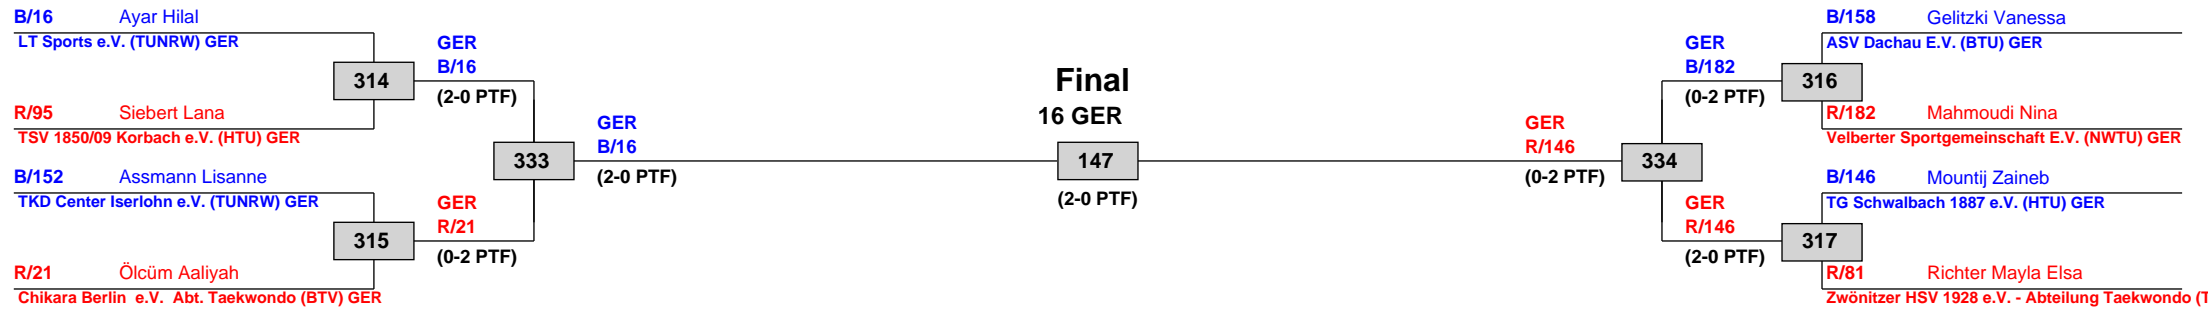 B/16 Ayar Hilal
LT Sports e.V. (TUNRW) GER
314
GER
B/16
(2-0 PTF)
R/95 Siebert Lana
TSV 1850/09 Korbach e.V. (HTU) GER
333
GER
B/16
(2-0 PTF)
B/152 Assmann Lisanne
TKD Center Iserlohn e.V. (TUNRW) GER
315
GER
R/21
(0-2 PTF)
R/21 Ölcüm Aaliyah
Chikara Berlin e.V. Abt. Taekwondo (BTV) GER
Final
16 GER
147
(2-0 PTF)
B/158 Gelitzki Vanessa
ASV Dachau E.V. (BTU) GER
GER
B/182
(0-2 PTF)
316
R/182 Mahmoudi Nina
Velberter Sportgemeinschaft E.V. (NWTU) GER
GER
R/146
(0-2 PTF)
334
B/146 Mountij Zaineb
TG Schwalbach 1887 e.V. (HTU) GER
GER
R/146
(2-0 PTF)
317
R/81 Richter Mayla Elsa
Zwönitzer HSV 1928 e.V. - Abteilung Taekwondo (T